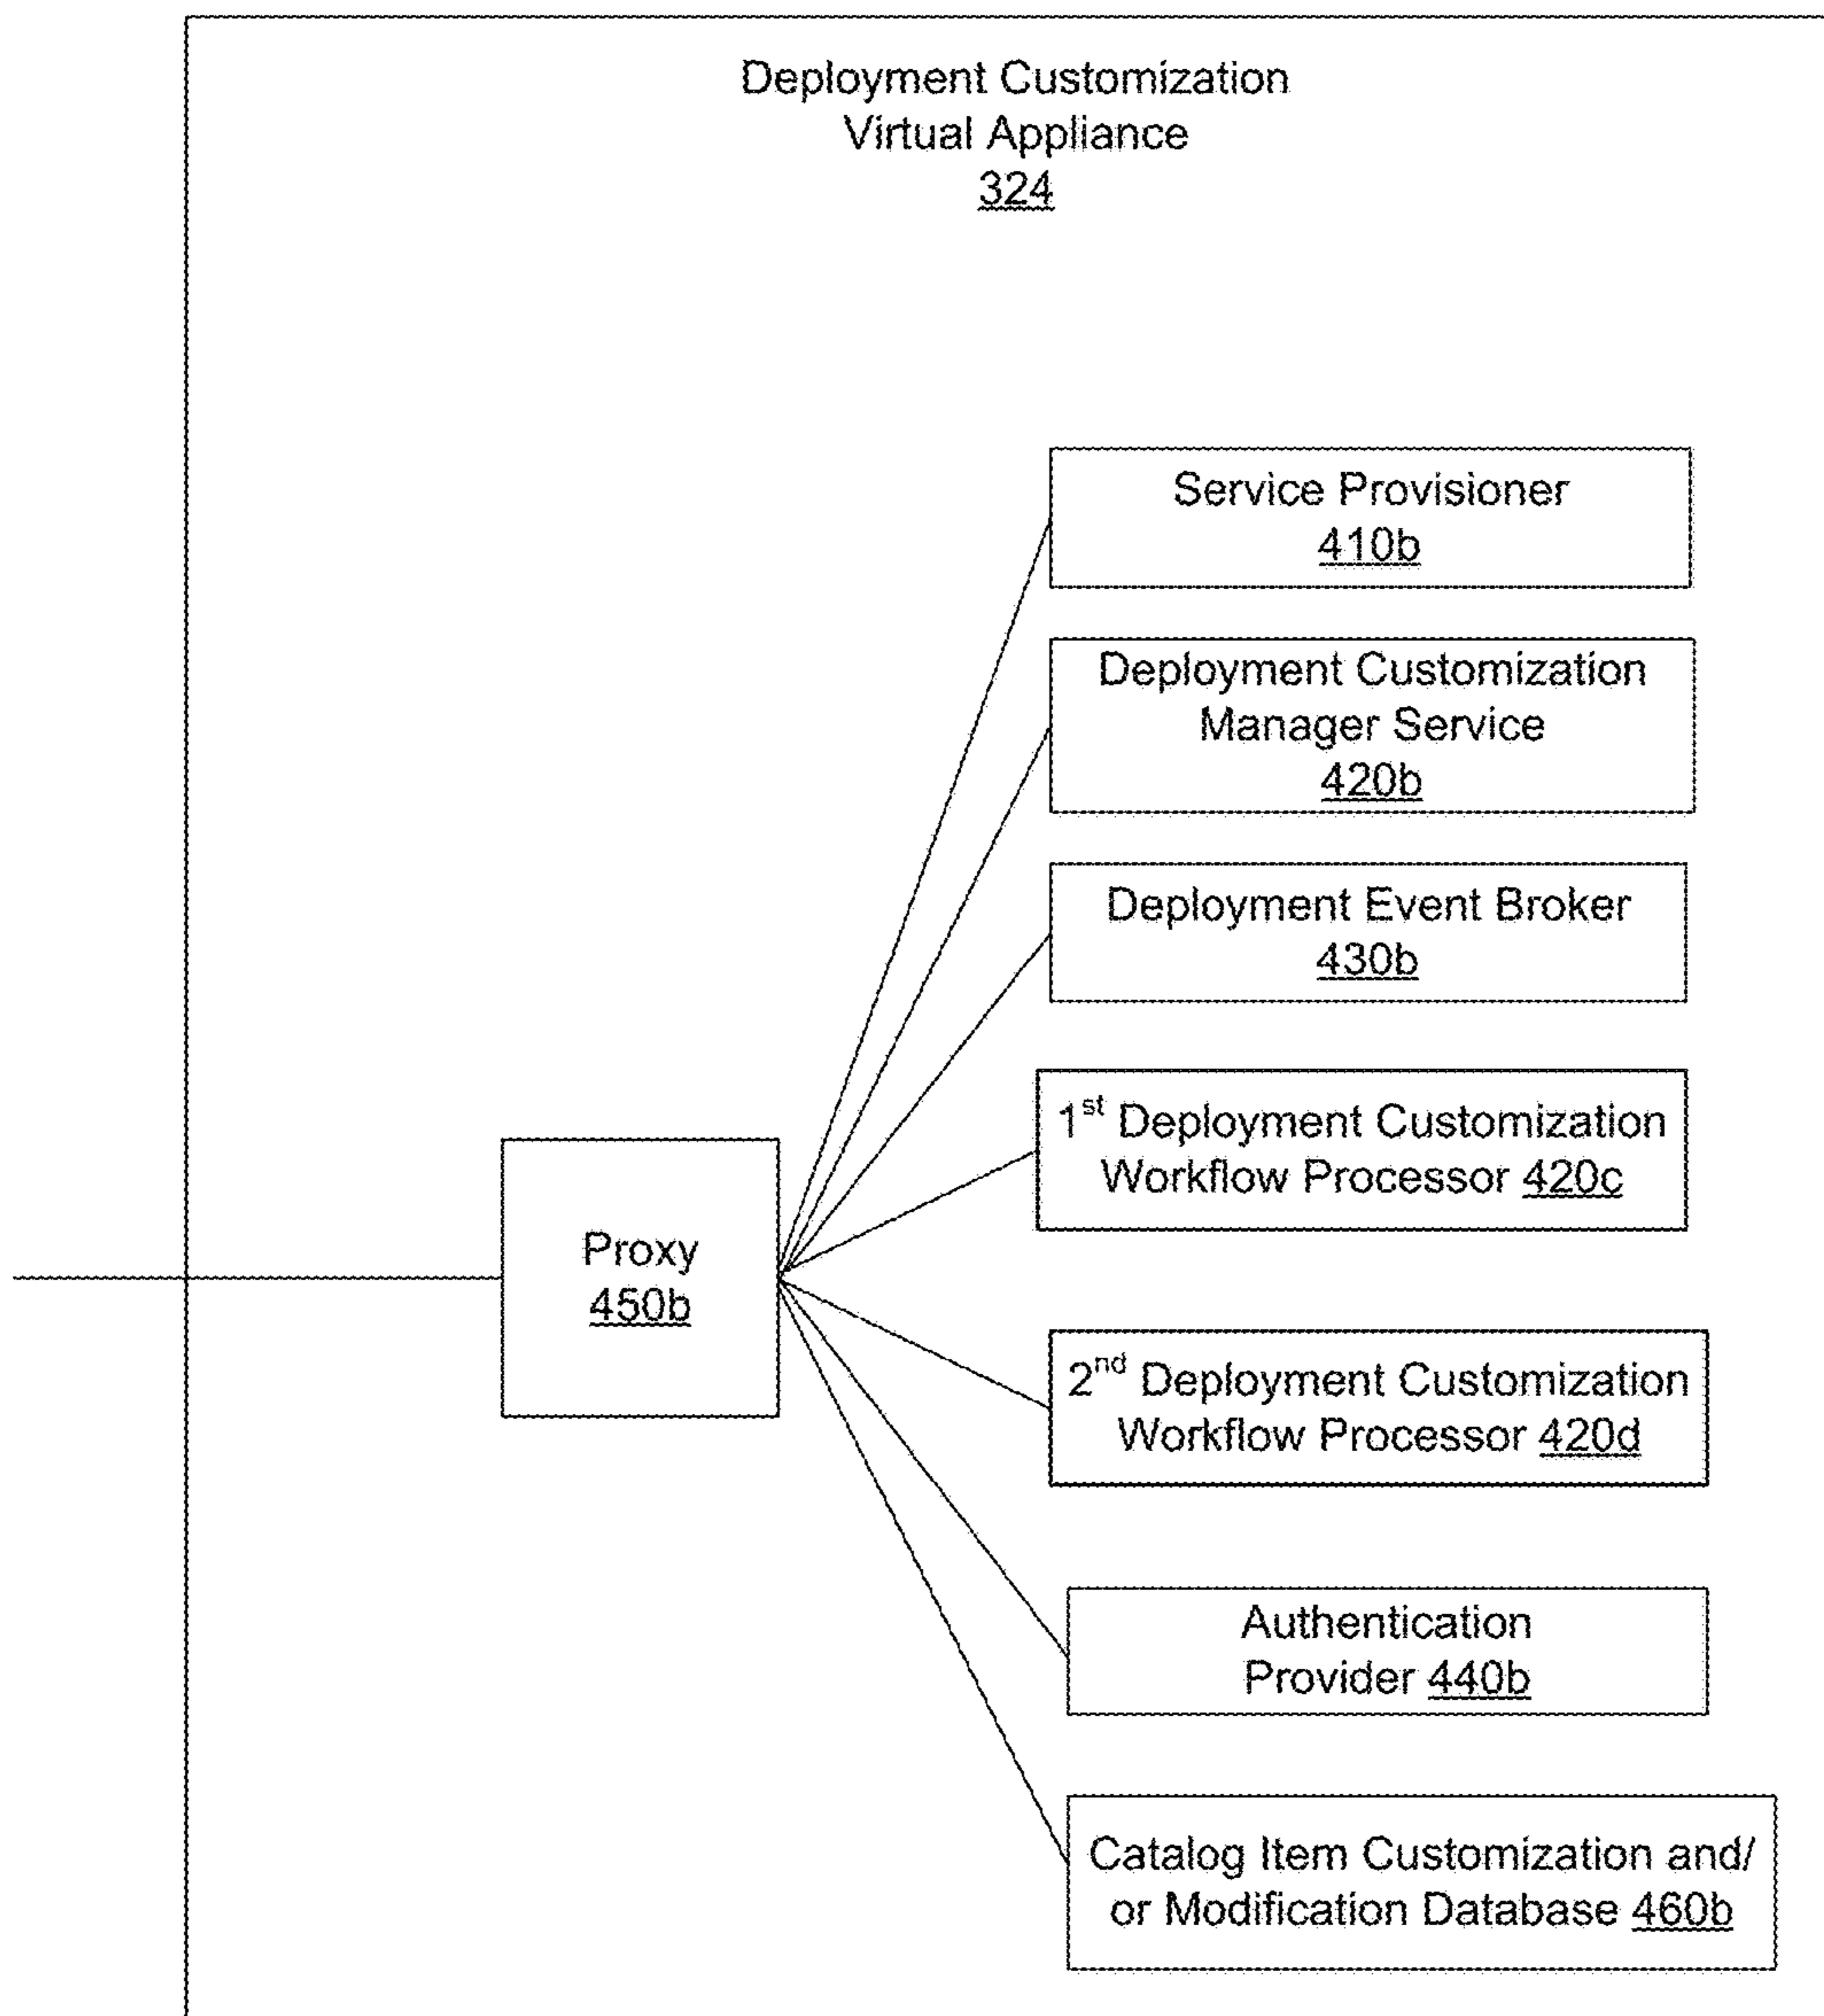 Deployment Customization
Virtual Appliance
324
Service Provisioner
410b
Deployment Customization
Manager Service
420b
Deployment Event Broker
430b
1st Deployment Customization
Workflow Processor 420c
Proxy
450b
2nd Deployment Customization
Workflow Processor 420d
Authentication
Provider 440b
Catalog Item Customization and/
or Modification Database 460b